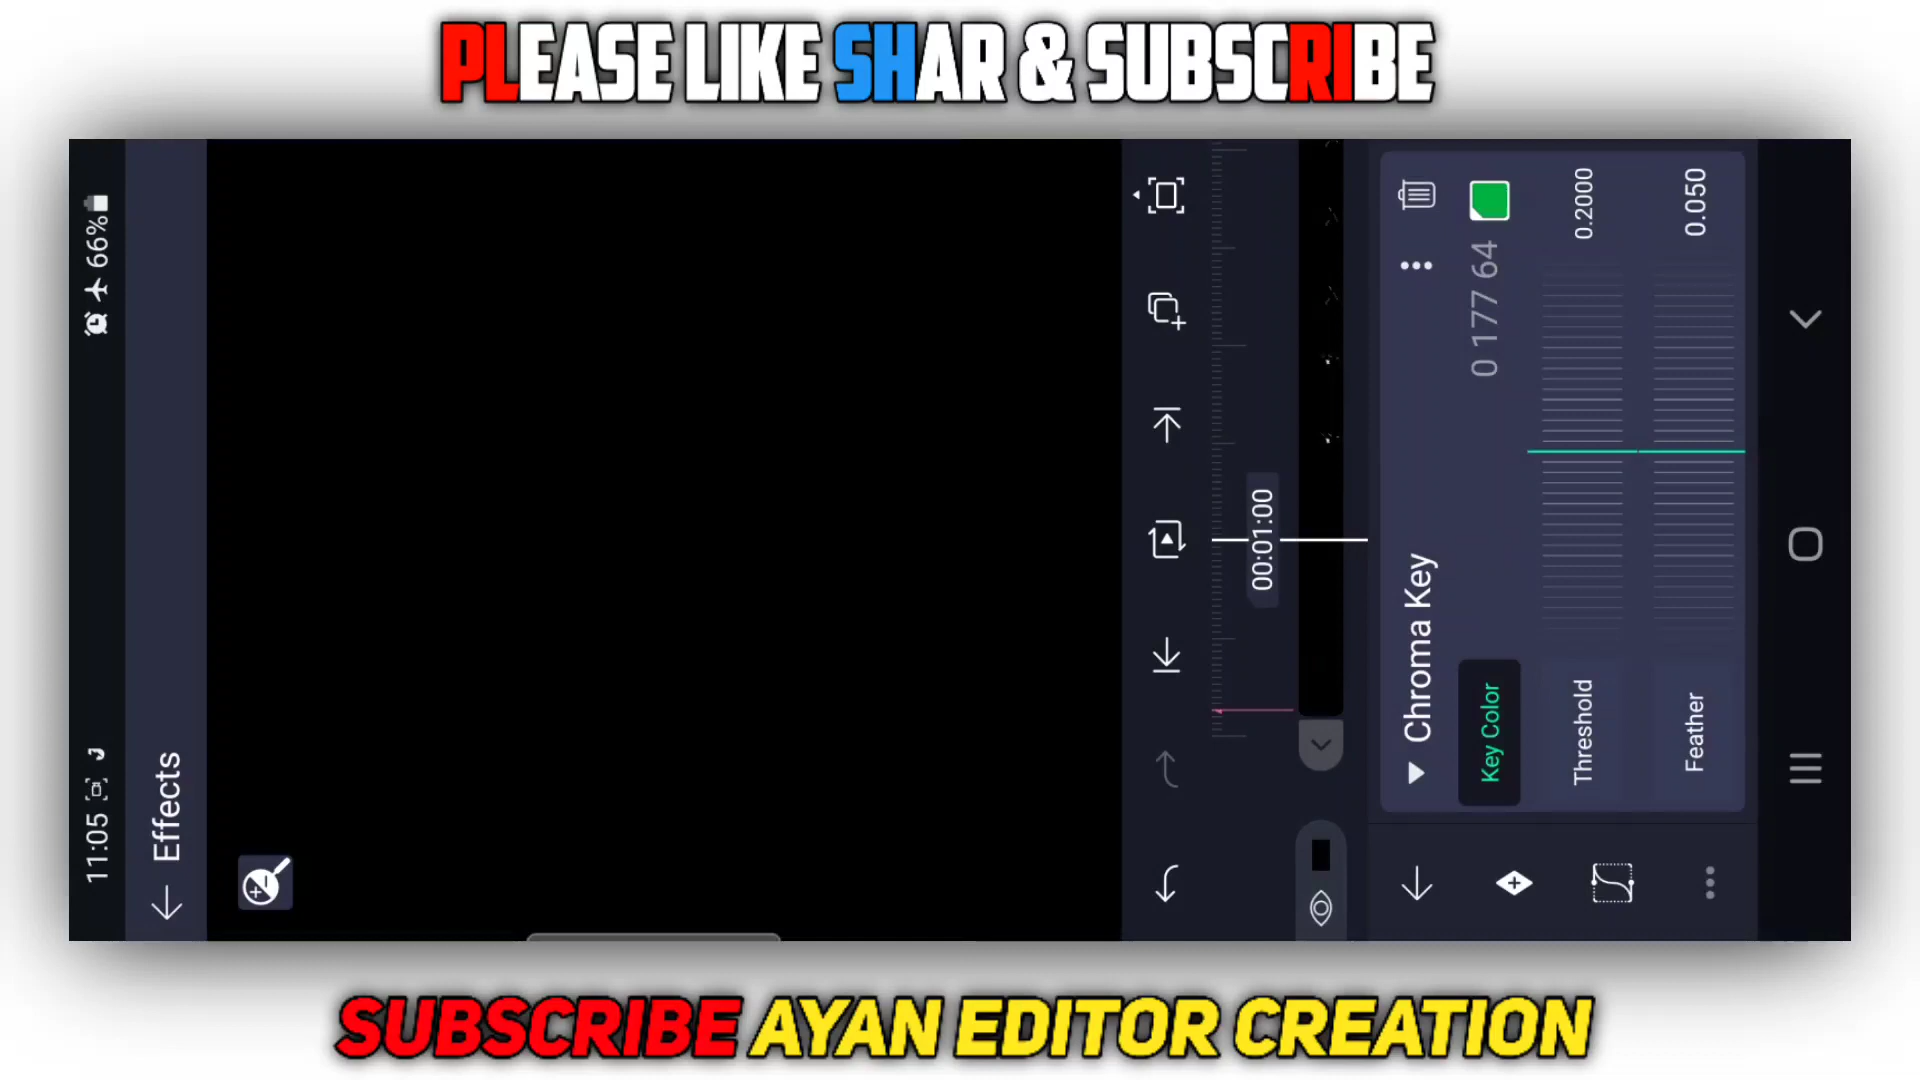 PLEASE LIKE SHAR & SUBSCRIBE
11:05
66%
Effects
00:01:00
Chroma Key
Key Color
0 177 64
Threshold
0.2000
Feather
0.050
SUBSCRIBE AYAN EDITOR CREATION